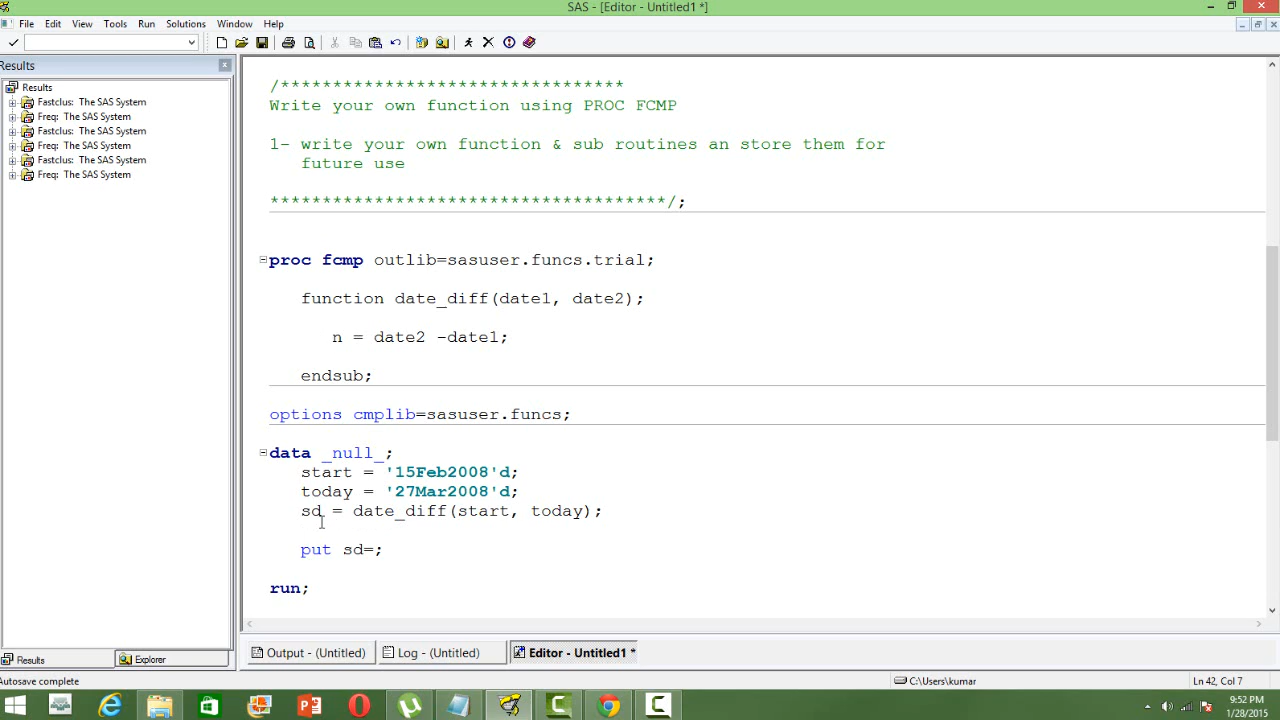 SAS - [Editor - Untitled1 *]
File Edit View Tools Run Solutions Window Help
Results
Results
Fastclus: The SAS System
Freq: The SAS System
Fastclus: The SAS System
Freq: The SAS System
Fastclus: The SAS System
Freq: The SAS System
/**********************************
Write your own function using PROC FCMP
1- write your own function & sub routines an store them for
future use
**************************************/;
proc fcmp outlib=sasuser.funcs.trial;
function date_diff(date1, date2);
n = date2 -date1;
endsub;
options cmplib=sasuser.funcs;
data _null_;
start = '15Feb2008'd;
today = '27Mar2008'd;
sd = date_diff(start, today);
put sd=;
run;
Results Explorer
Output - (Untitled) Log - (Untitled) Editor - Untitled1 *
Autosave complete C:\Users\kumar Ln 42, Col 7
9:52 PM
1/28/2015